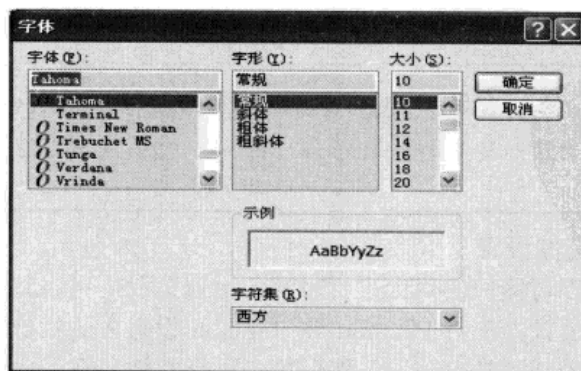 字体
字体(F): 字形(Y): 大小(S):
Tahoma 常规 10 确定
Tahoma 常规 10 取消
Terminal 斜体 11
Times New Roman 粗体 12
Trebuchet MS 粗斜体 14
Tunga 16
Verdana 18
Vrinda 20
示例
AaBbYyZz
字符集(R):
西方